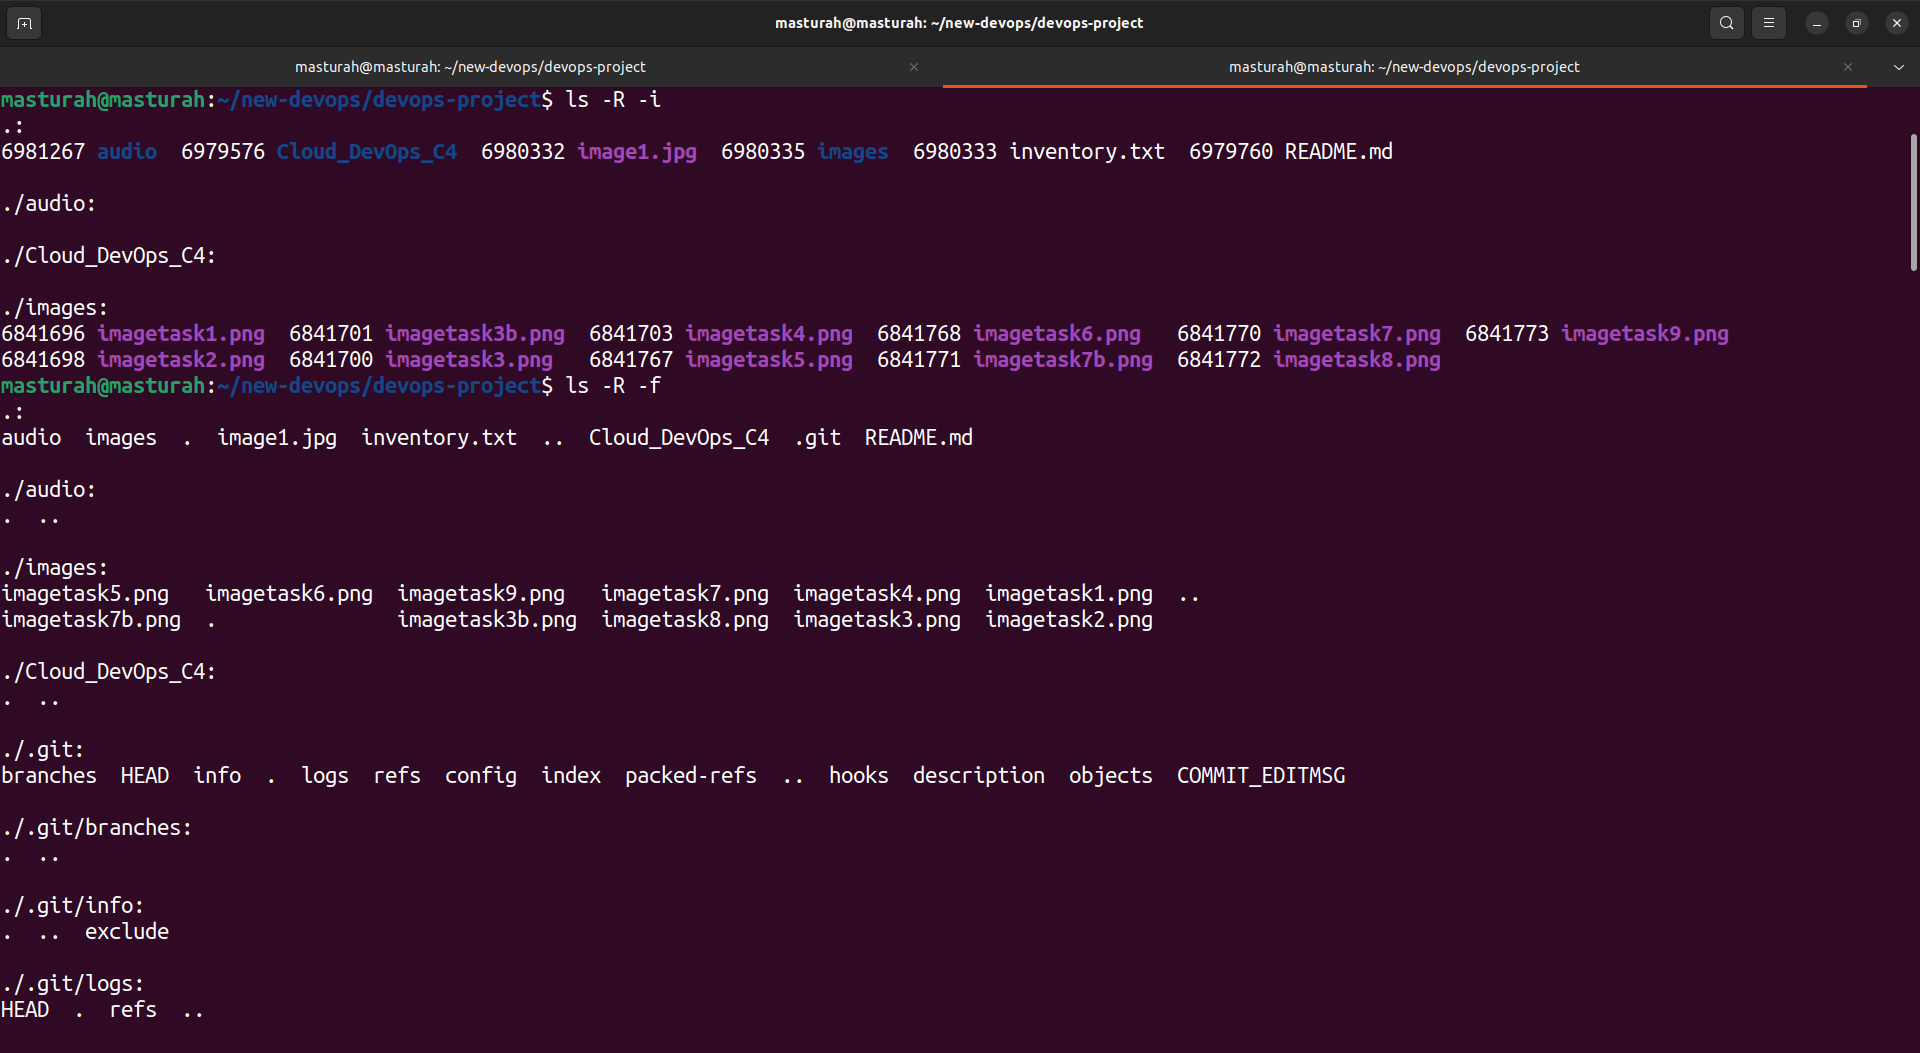 masturah@masturah: ~/new-devops/devops-project
masturah@masturah: ~/new-devops/devops-project
masturah@masturah: ~/new-devops/devops-project
masturah@masturah:~/new-devops/devops-project$ ls -R -i
.:
6981267 audio 6979576 Cloud_DevOps_C4 6980332 image1.jpg 6980335 images 6980333 inventory.txt 6979760 README.md
./audio:
./Cloud_DevOps_C4:
./images:
6841696 imagetask1.png 6841701 imagetask3b.png 6841703 imagetask4.png 6841768 imagetask6.png 6841770 imagetask7.png 6841773 imagetask9.png
6841698 imagetask2.png 6841700 imagetask3.png 6841767 imagetask5.png 6841771 imagetask7b.png 6841772 imagetask8.png
masturah@masturah:~/new-devops/devops-project$ ls -R -f
.:
audio images . image1.jpg inventory.txt .. Cloud_DevOps_C4 .git README.md
./audio:
. ..
./images:
imagetask5.png imagetask6.png imagetask9.png imagetask7.png imagetask4.png imagetask1.png ..
imagetask7b.png . imagetask3b.png imagetask8.png imagetask3.png imagetask2.png
./Cloud_DevOps_C4:
. ..
./.git:
branches HEAD info . logs refs config index packed-refs .. hooks description objects COMMIT_EDITMSG
./.git/branches:
. ..
./.git/info:
. .. exclude
./.git/logs:
HEAD . refs ..